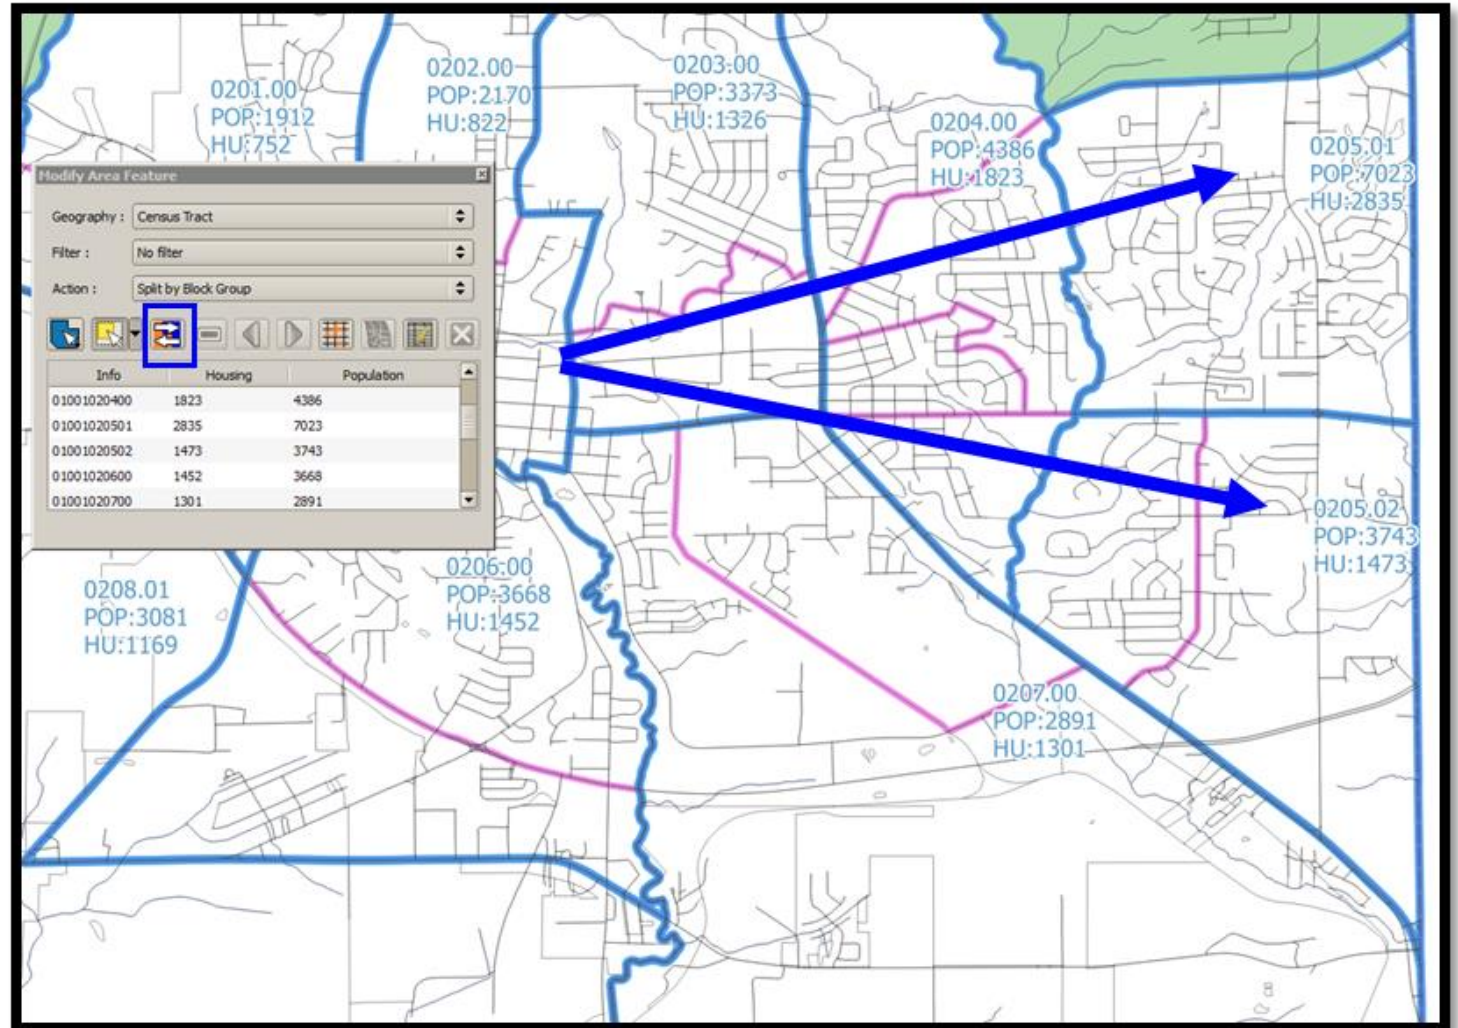 0201.00
POP:1912
HU:752
0202.00
POP:2170
HU:822
0203.00
POP:3373
HU:1326
0204.00
POP:4386
HU:1823
0205.01
POP:7023
HU:2835
Modify Area Feature
Geography : Census Tract
Filter : No filter
Action : Split by Block Group
Info Housing Population
01001020400 1823 4386
01001020501 2835 7023
01001020502 1473 3743
01001020600 1452 3668
01001020700 1301 2891
0205.02
POP:3743
HU:1473
0206.00
POP:3668
HU:1452
0208.01
POP:3081
HU:1169
0207.00
POP:2891
HU:1301